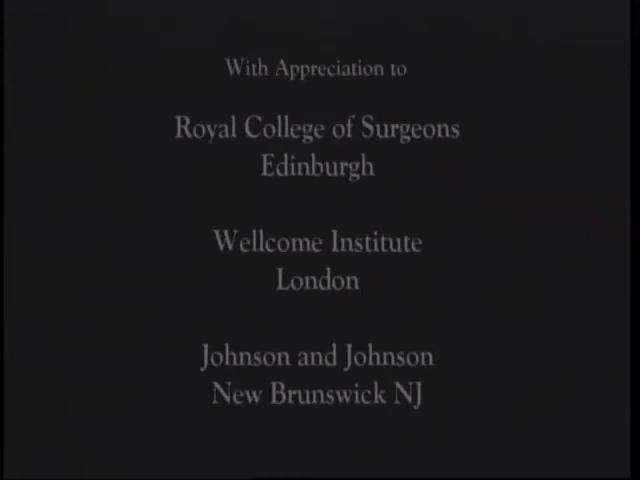 With Appreciation to
Royal College of Surgeons
Edinburgh
Wellcome Institute
London
Johnson and Johnson
New Brunswick NJ